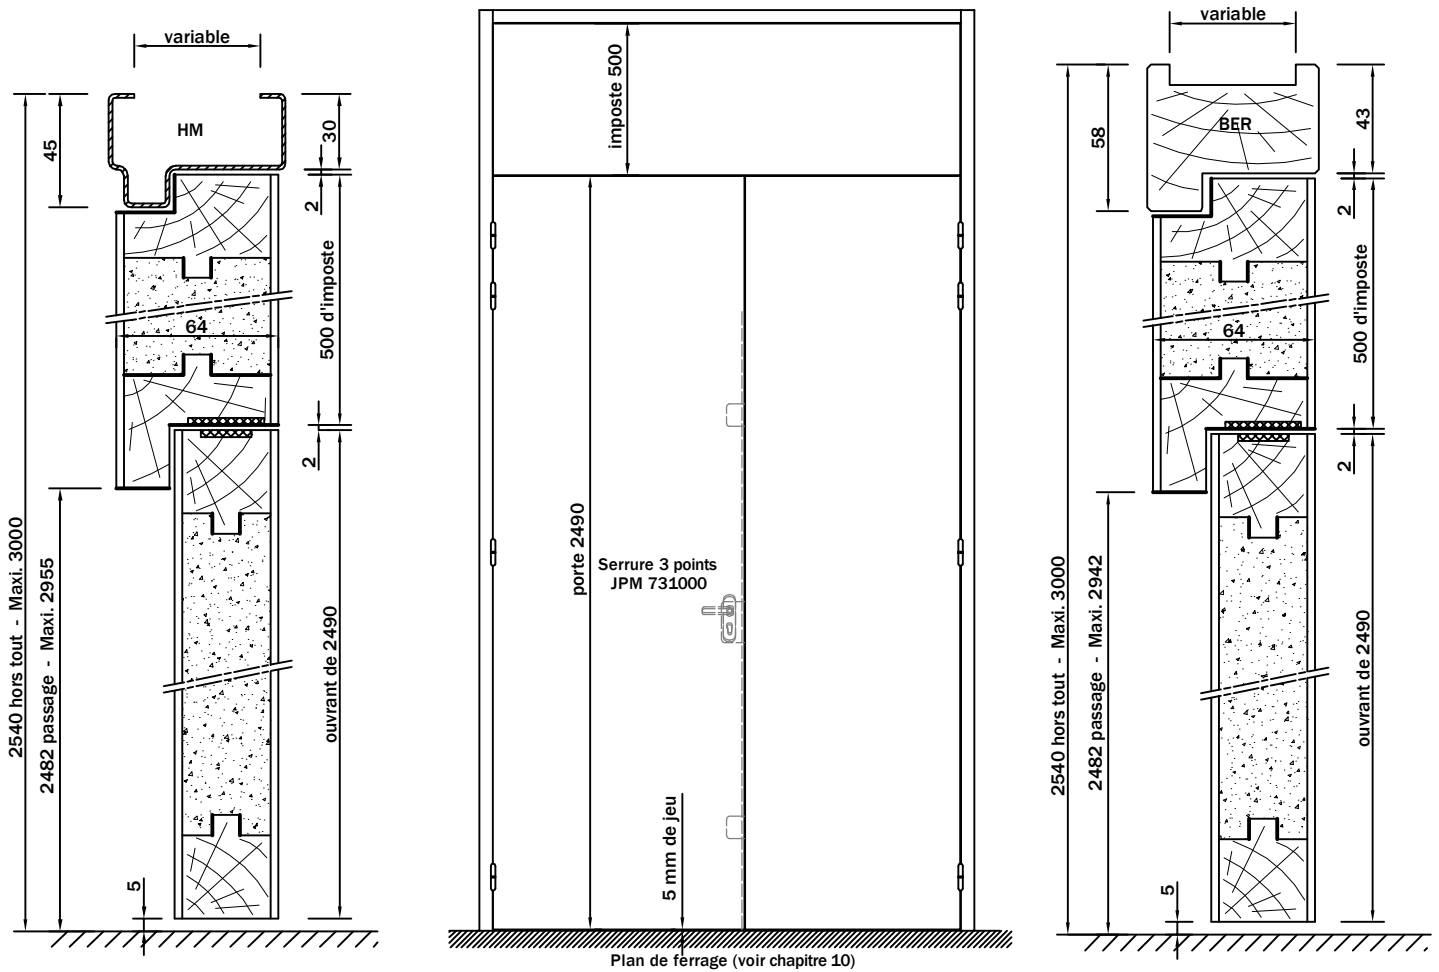 variable
HM
45
30
2
500 d'imposte
64
2
2540 hors tout - Maxi. 3000
2482 passage - Maxi. 2955
ouvrant de 2490
5
imposte 500
porte 2490
Serrure 3 points
JPM 731000
5 mm de jeu
Plan de ferrage (voir chapitre 10)
variable
BER
58
43
2
500 d'imposte
64
2
2540 hors tout - Maxi. 3000
2482 passage - Maxi. 2942
ouvrant de 2490
5